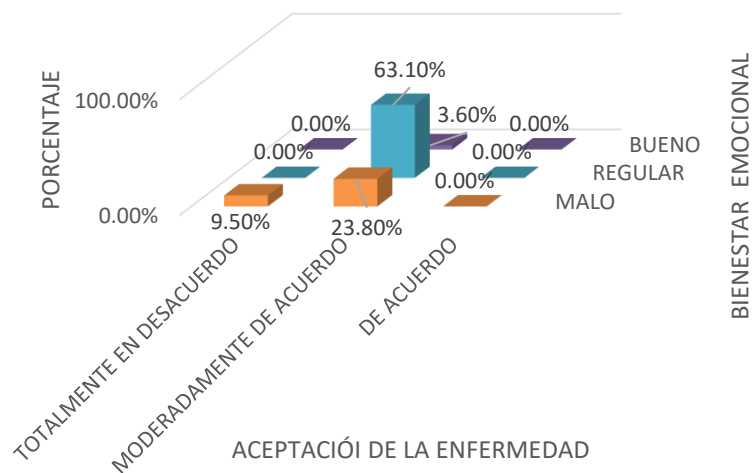 PORCENTAJE
100.00%
0.00%
63.10%
0.00%
3.60%
0.00%
0.00%
0.00%
0.00%
9.50%
23.80%
BUENO
REGULAR
MALO
BIENESTAR EMOCIONAL
TOTALMENTE EN DESACUERDO
MODERADAMENTE DE ACUERDO
DE ACUERDO
ACEPTACIÓI DE LA ENFERMEDAD